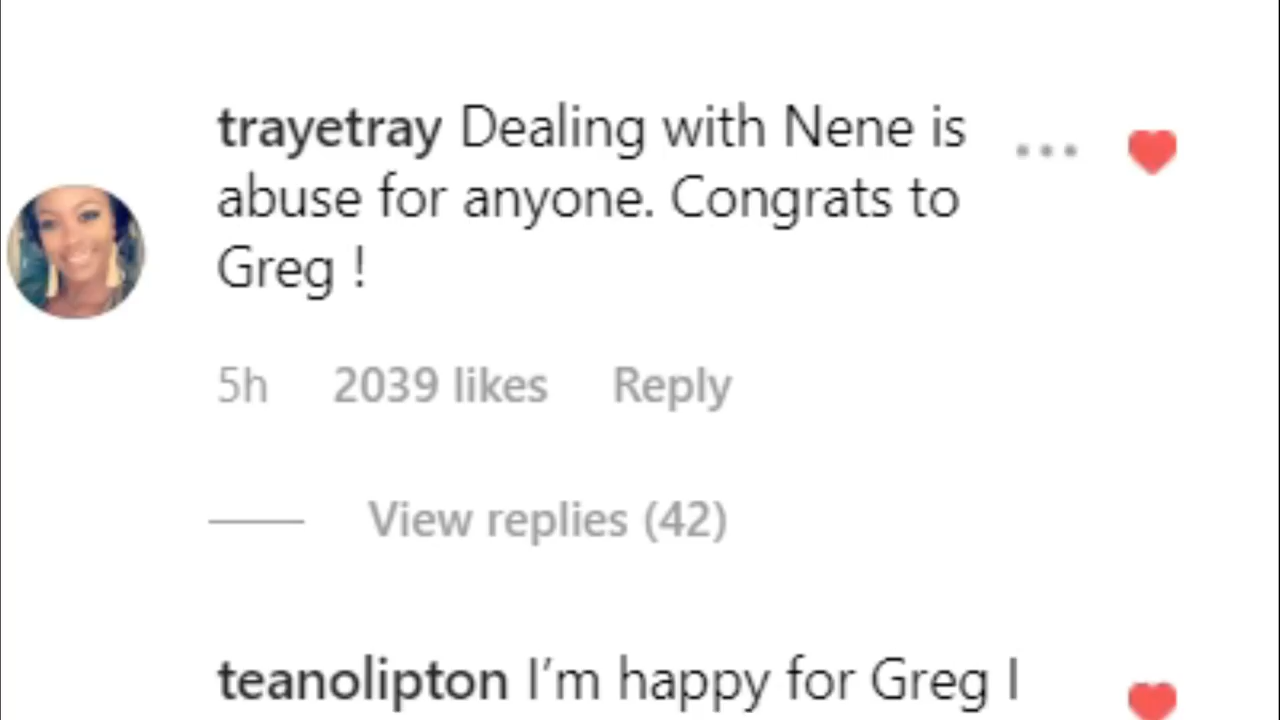 trayetray Dealing with Nene is
abuse for anyone. Congrats to
Greg !
5h 2039 likes Reply
View replies (42)
teanolipton I’m happy for Greg I